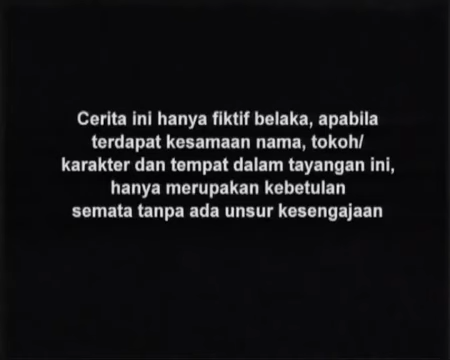 Cerita ini hanya fiktif belaka, apabila
terdapat kesamaan nama, tokoh/
karakter dan tempat dalam tayangan ini,
hanya merupakan kebetulan
semata tanpa ada unsur kesengajaan